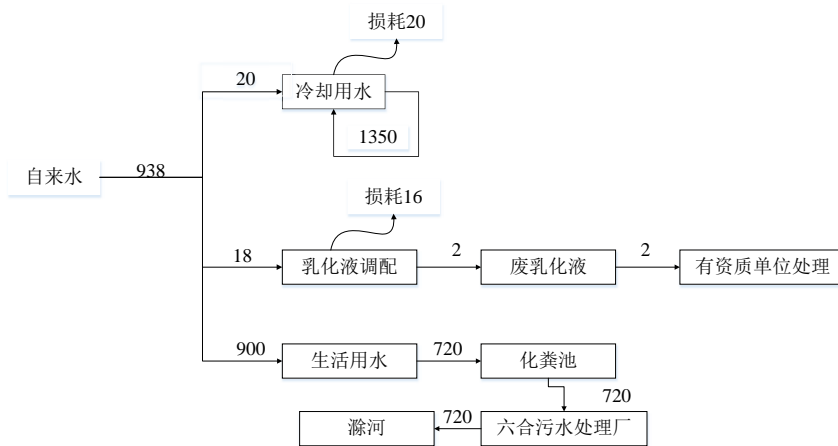 损耗20
20
冷却用水
1350
自来水
938
损耗16
18
乳化液调配
2
废乳化液
2
有资质单位处理
900
生活用水
720
化粪池
720
滁河
720
六合污水处理厂